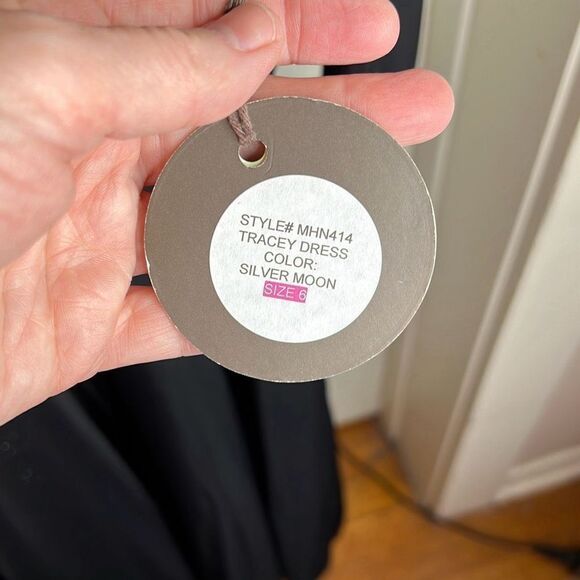 STYLE# MHN414
TRACEY DRESS
COLOR:
SILVER MOON
SIZE 6